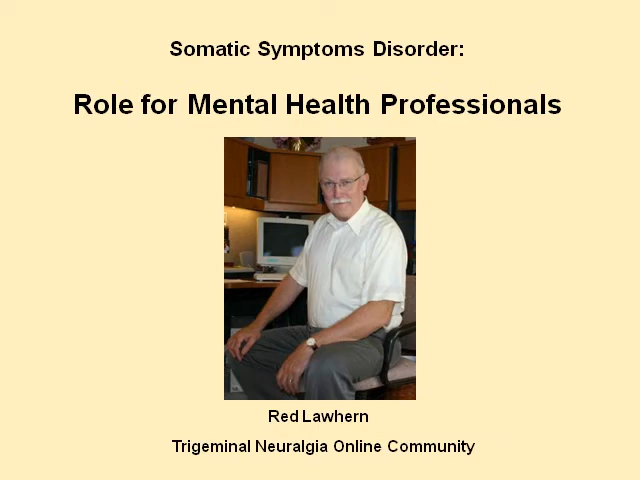 Somatic Symptoms Disorder:
Role for Mental Health Professionals
Red Lawhern
Trigeminal Neuralgia Online Community